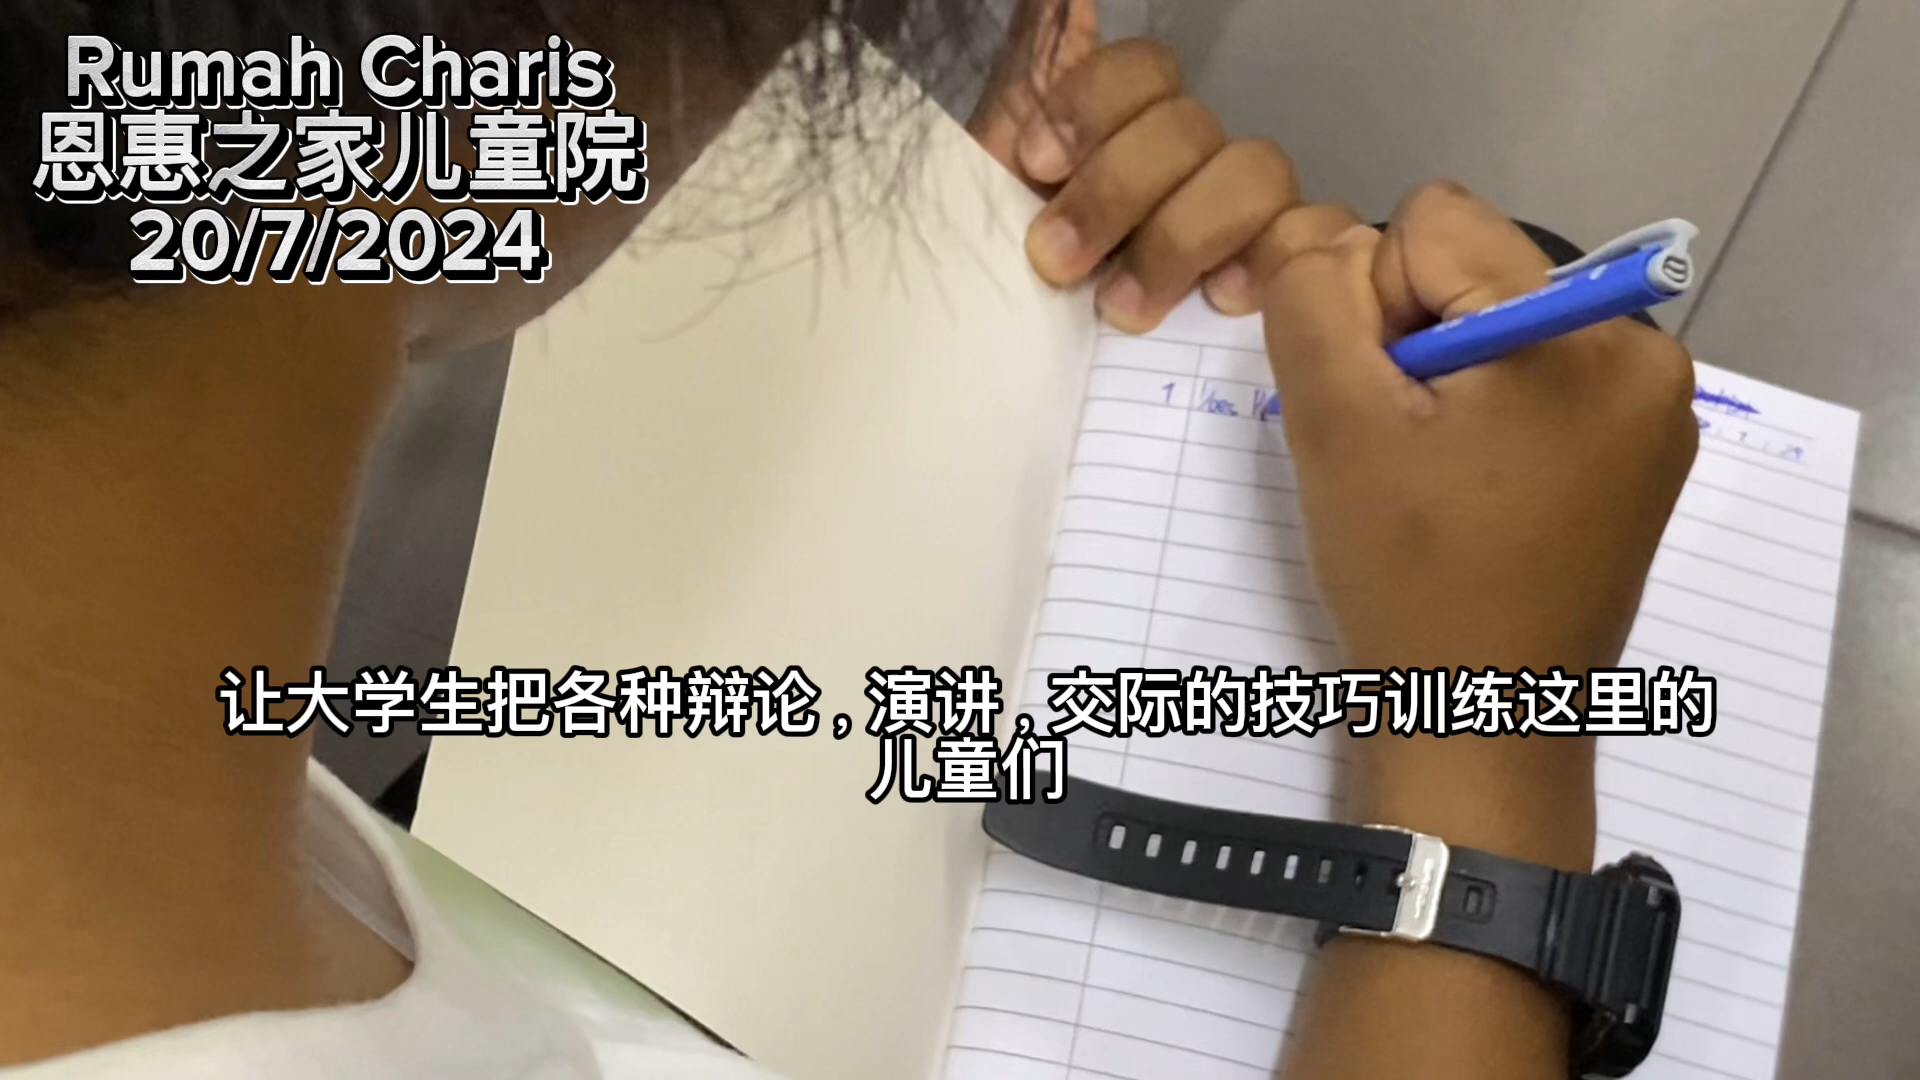 Rumah Charis
恩惠之家儿童院
20/7/2024
1
让大学生把各种辩论,演讲,交际的技巧训练这里的
儿童们